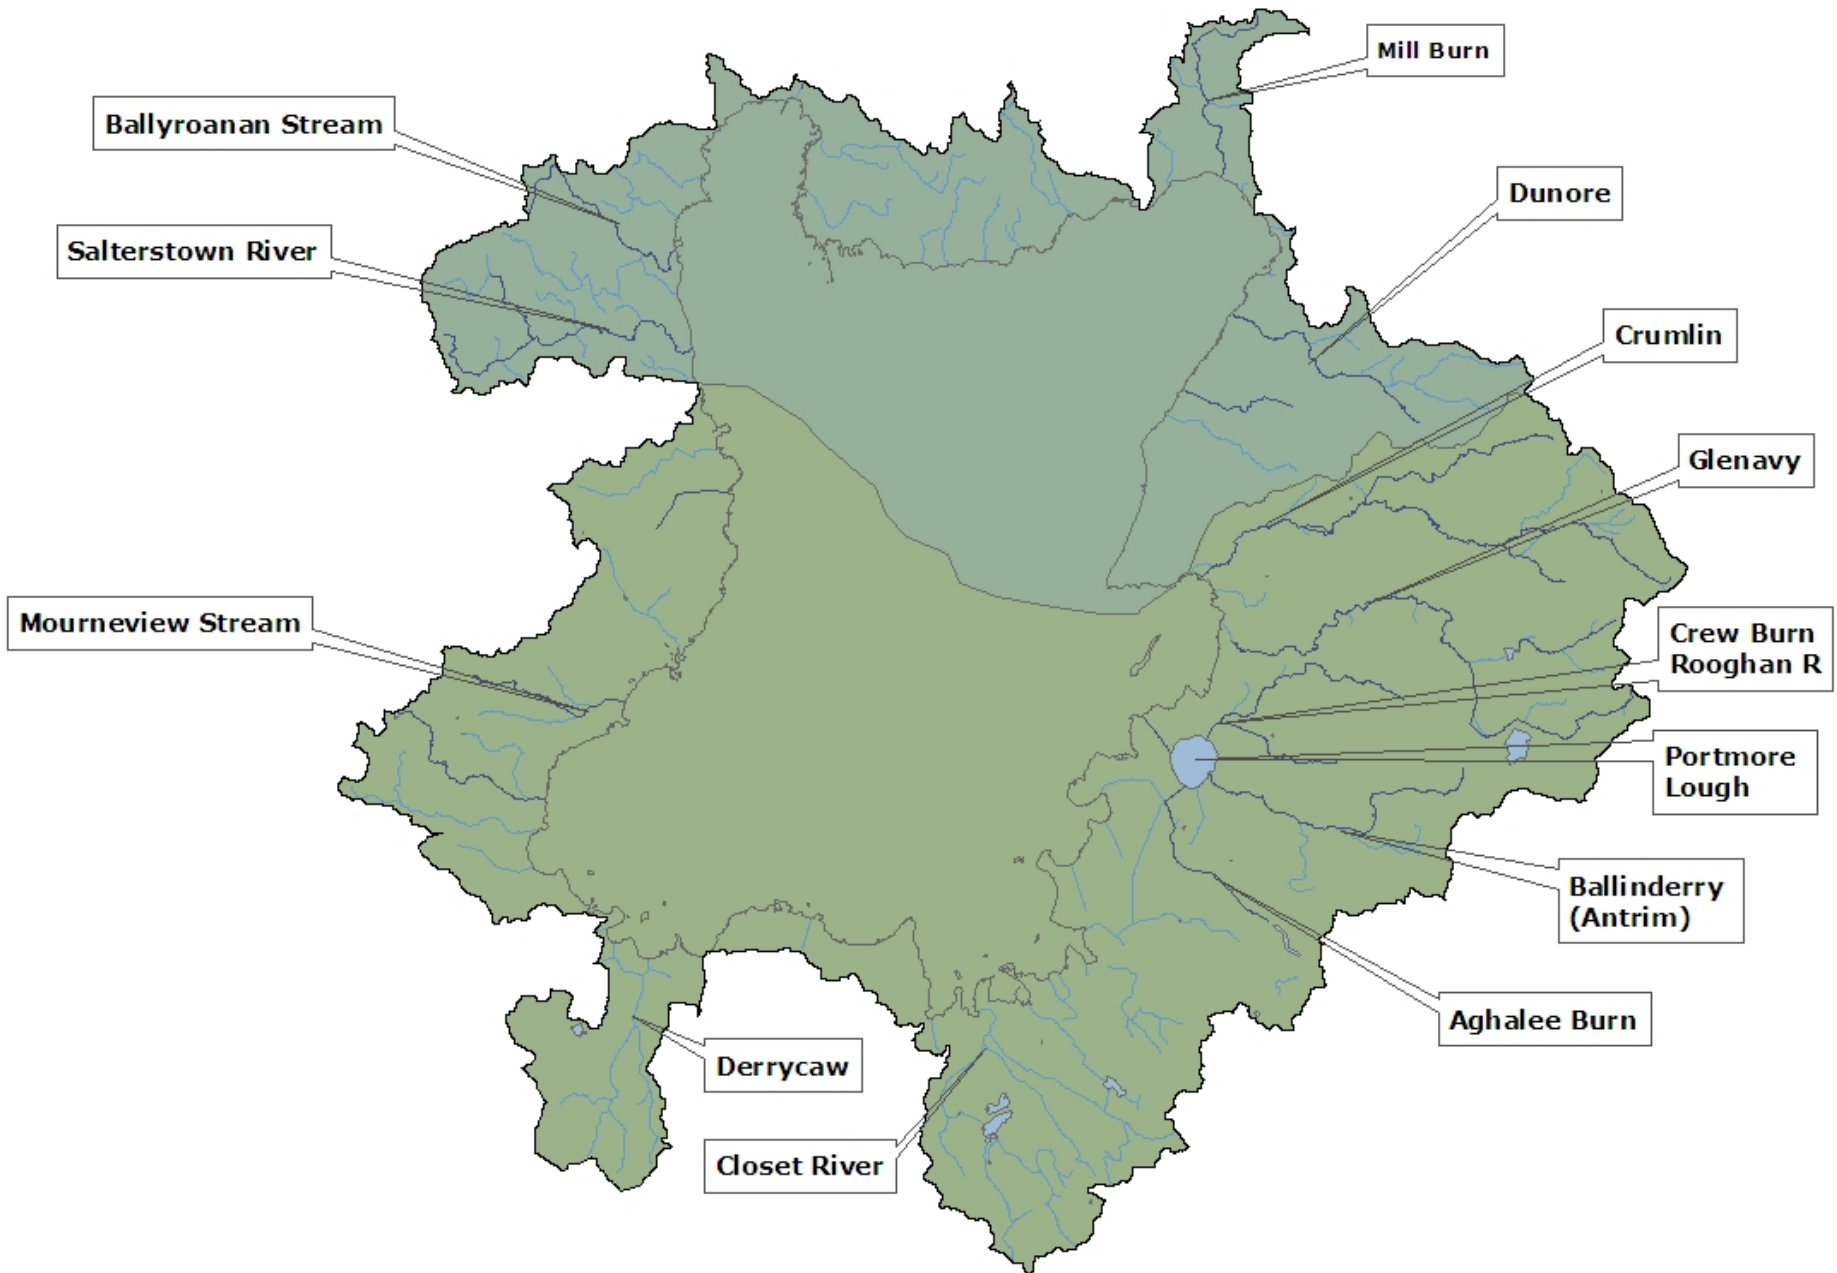 Mill Burn
Ballyroanan Stream
Dunore
Salterstown River
Crumlin
Glenavy
Mourneview Stream
Crew Burn
Rooghan R
Portmore
Lough
Ballinderry
(Antrim)
Aghalee Burn
Derrycaw
Closet River